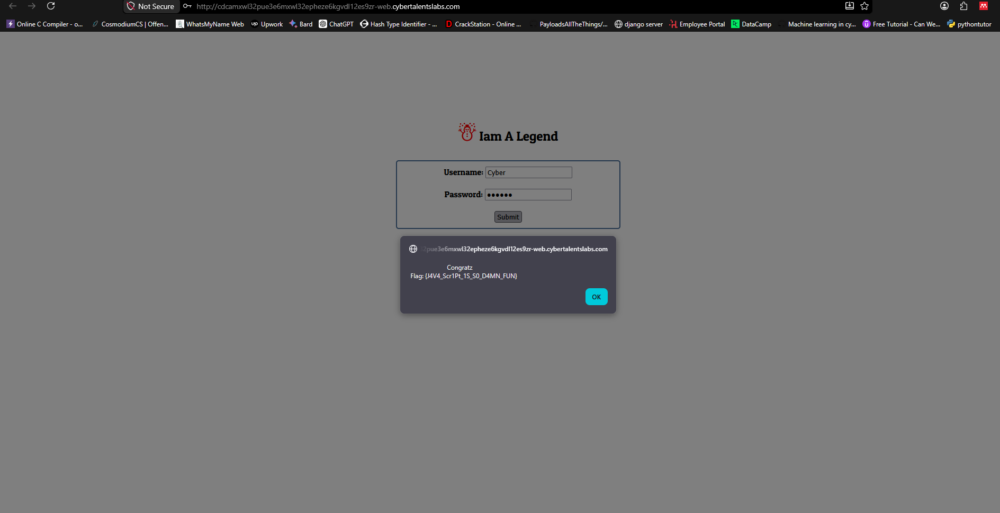 Not Secure http://cdcamxwl32pue3e6mxwl32epheze6kgvdl12es9zr-web.cybertalentslabs.com
Online C Compiler - o... CosmodiumCS | Offen... WhatsMyName Web Upwork Bard ChatGPT Hash Type Identifier - ... CrackStation - Online ... PayloadsAllTheThings/... django server Employee Portal DataCamp Machine learning in cy... Free Tutorial - Can We... pythontutor
Iam A Legend
Username: Cyber
Password: ••••••
Submit
2pue3e6mxwl32epheze6kgvdl12es9zr-web.cybertalentslabs.com
Congratz
Flag: {J4V4_Scr1Pt_1S_S0_D4MN_FUN}
OK